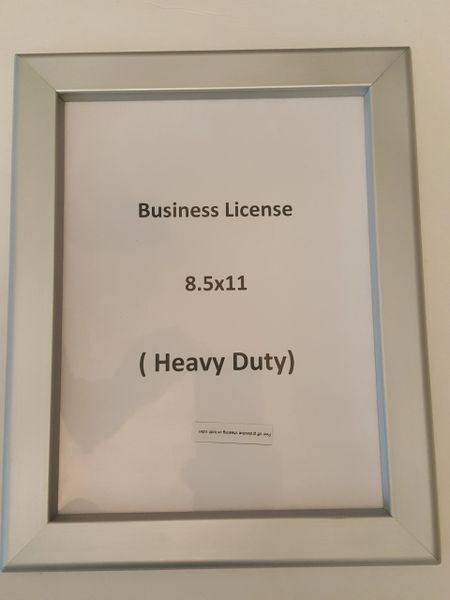 Business License
8.5x11
( Heavy Duty)